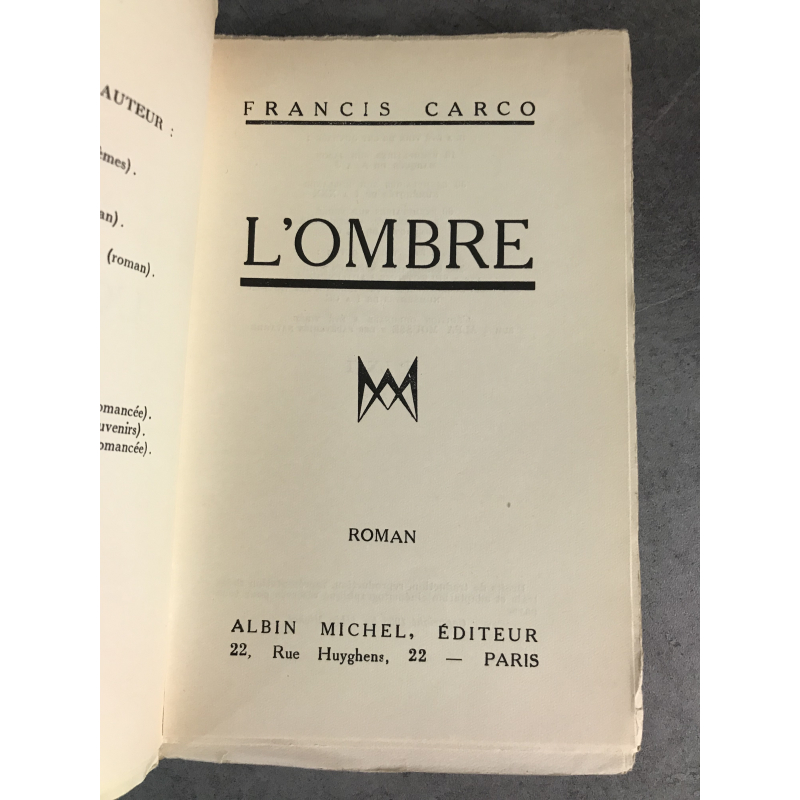 AUTEUR :
èmes).
an).
(roman).
omancée).
uvenirs).
omancée).
FRANCIS CARCO
L'OMBRE
ROMAN
ALBIN MICHEL, ÉDITEUR
22, Rue Huyghens, 22 — PARIS